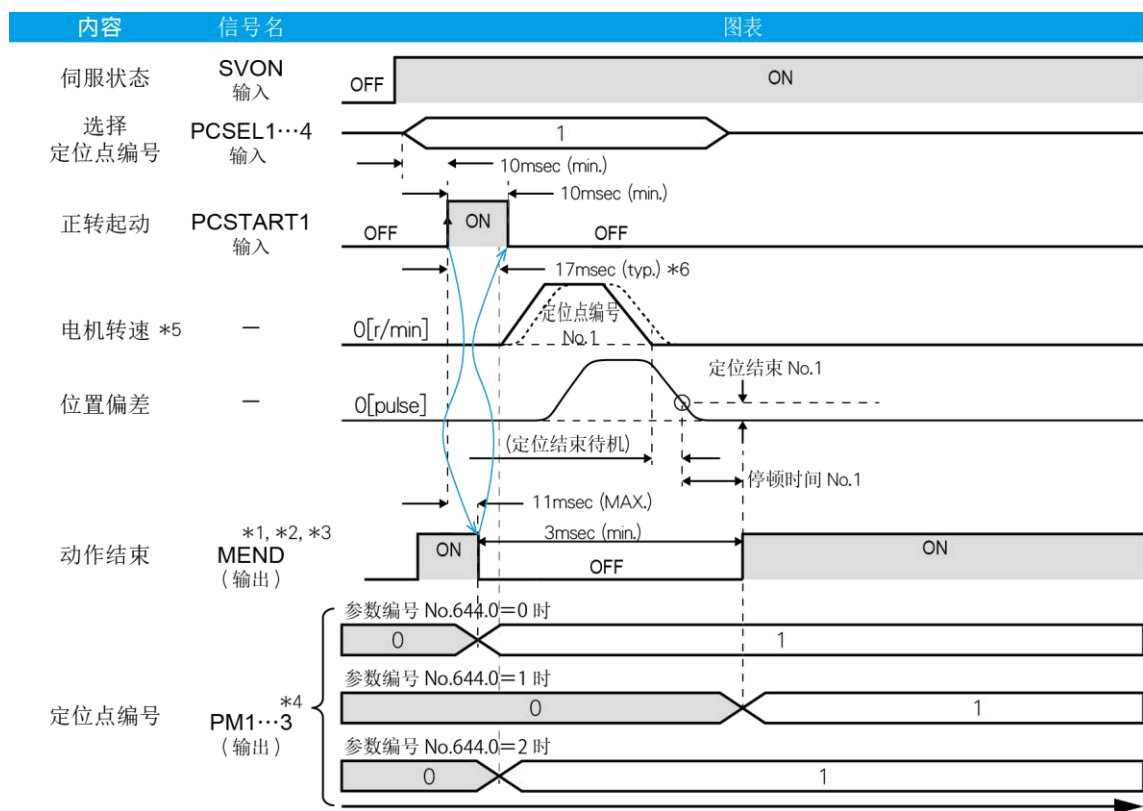 内容 信号名 图表
伺服状态 SVON 输入 OFF ON
选择 定位点编号 PCSEL1…4 输入 1
10msec (min.)
10msec (min.)
正转起动 PCSTART1 输入 OFF ON OFF
17msec (typ.) *6
电机转速 *5 － 0[r/min] 定位点编号 No.1
定位结束 No.1
位置偏差 － 0[pulse]
(定位结束待机)
停顿时间 No.1
11msec (MAX.)
*1, *2, *3
动作结束 MEND (输出) ON 3msec (min.) OFF ON
参数编号 No.644.0=0 时
0 1
参数编号 No.644.0=1 时
定位点编号 PM1…3 *4 (输出) 0 1
参数编号 No.644.0=2 时
0 1